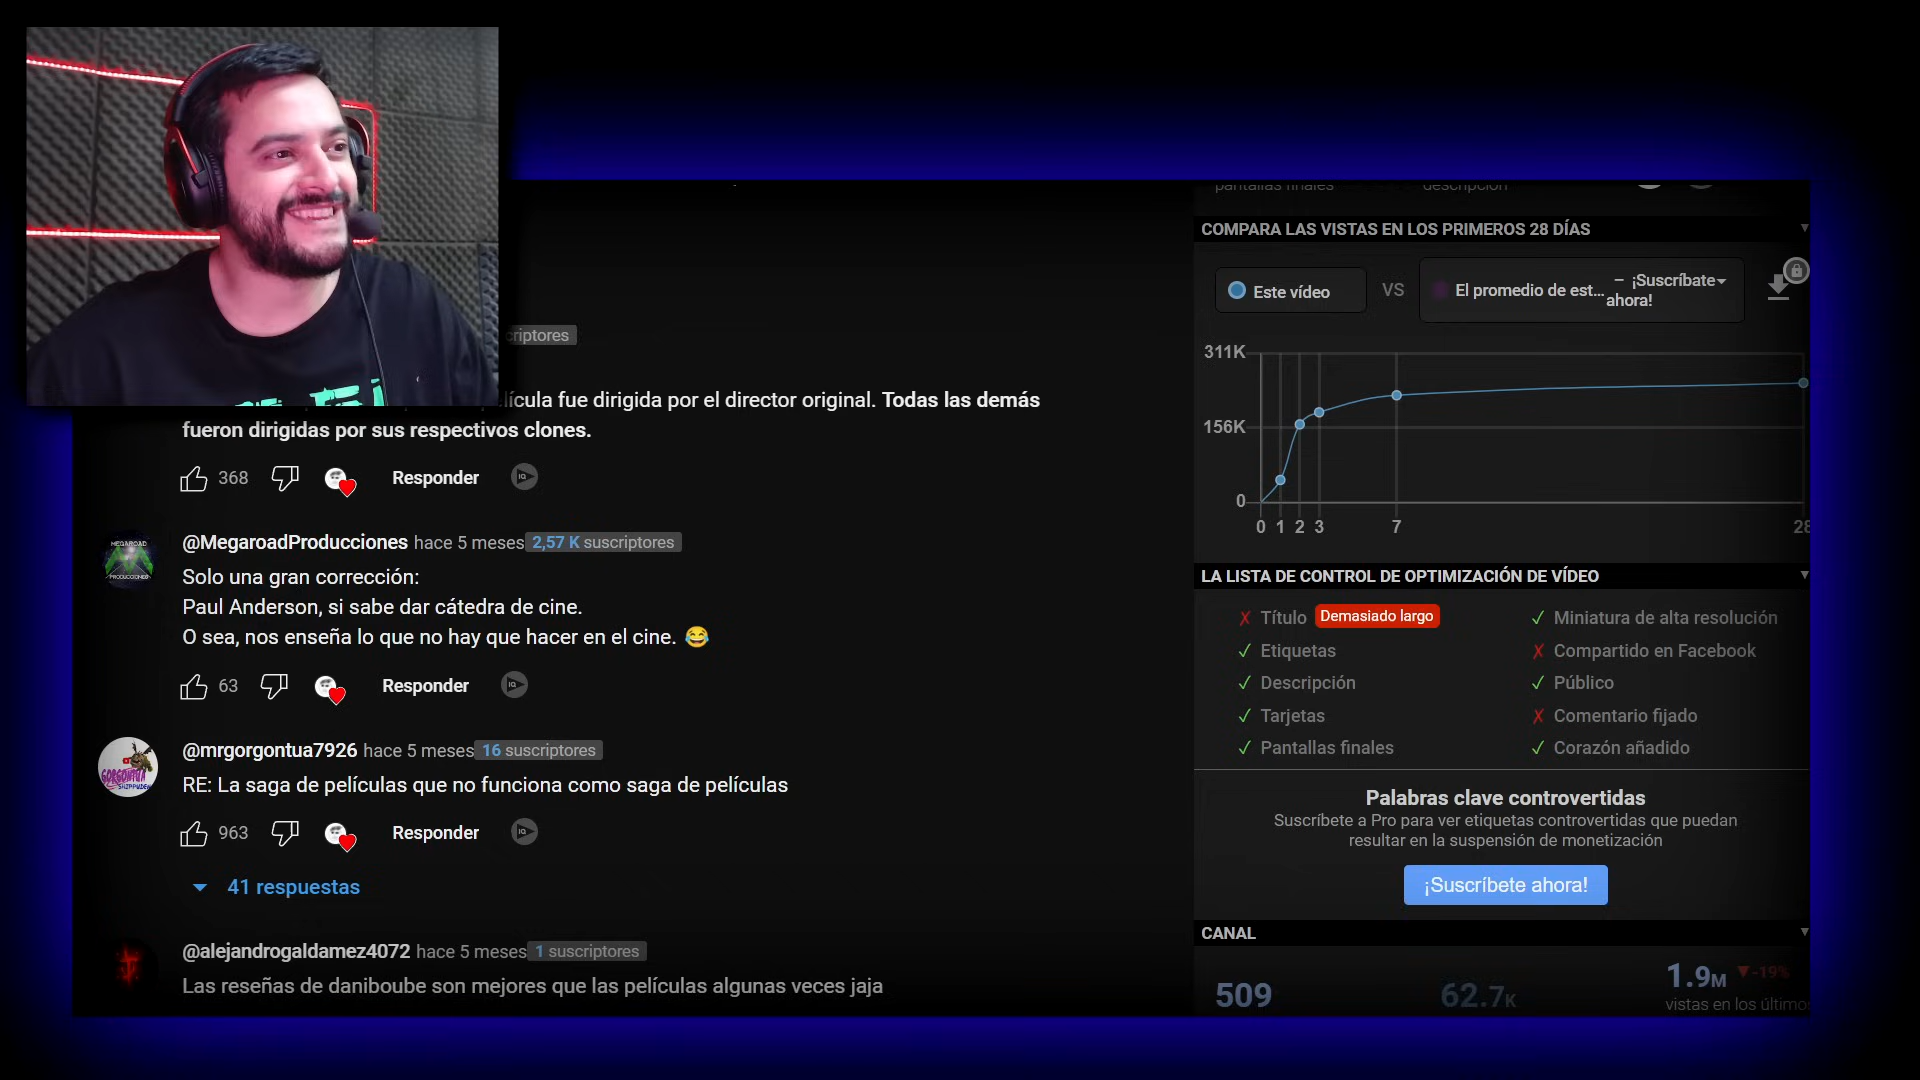 pantallas finales
descripción
COMPARA LAS VISTAS EN LOS PRIMEROS 28 DÍAS
Este vídeo VS El promedio de est... – ¡Suscríbate ahora!
311K
156K
0
0 1 2 3 7 28
criptores
lícula fue dirigida por el director original. Todas las demás
fueron dirigidas por sus respectivos clones.
368 Responder
@MegaroadProducciones hace 5 meses 2,57 K suscriptores
Solo una gran corrección:
Paul Anderson, si sabe dar cátedra de cine.
O sea, nos enseña lo que no hay que hacer en el cine. 😂
63 Responder
MEGAROAD
PRODUCCIONES
@mrgorgontua7926 hace 5 meses 16 suscriptores
RE: La saga de películas que no funciona como saga de películas
963 Responder
41 respuestas
@alejandrogaldamez4072 hace 5 meses 1 suscriptores
Las reseñas de daniboube son mejores que las películas algunas veces jaja
LA LISTA DE CONTROL DE OPTIMIZACIÓN DE VÍDEO
✗ Título Demasiado largo
✓ Etiquetas
✓ Descripción
✓ Tarjetas
✓ Pantallas finales
✓ Miniatura de alta resolución
✗ Compartido en Facebook
✓ Público
✗ Comentario fijado
✓ Corazón añadido
Palabras clave controvertidas
Suscríbete a Pro para ver etiquetas controvertidas que puedan
resultar en la suspensión de monetización
¡Suscríbete ahora!
CANAL
509 62.7K 1.9M ▼-19%
vistas en los últimos